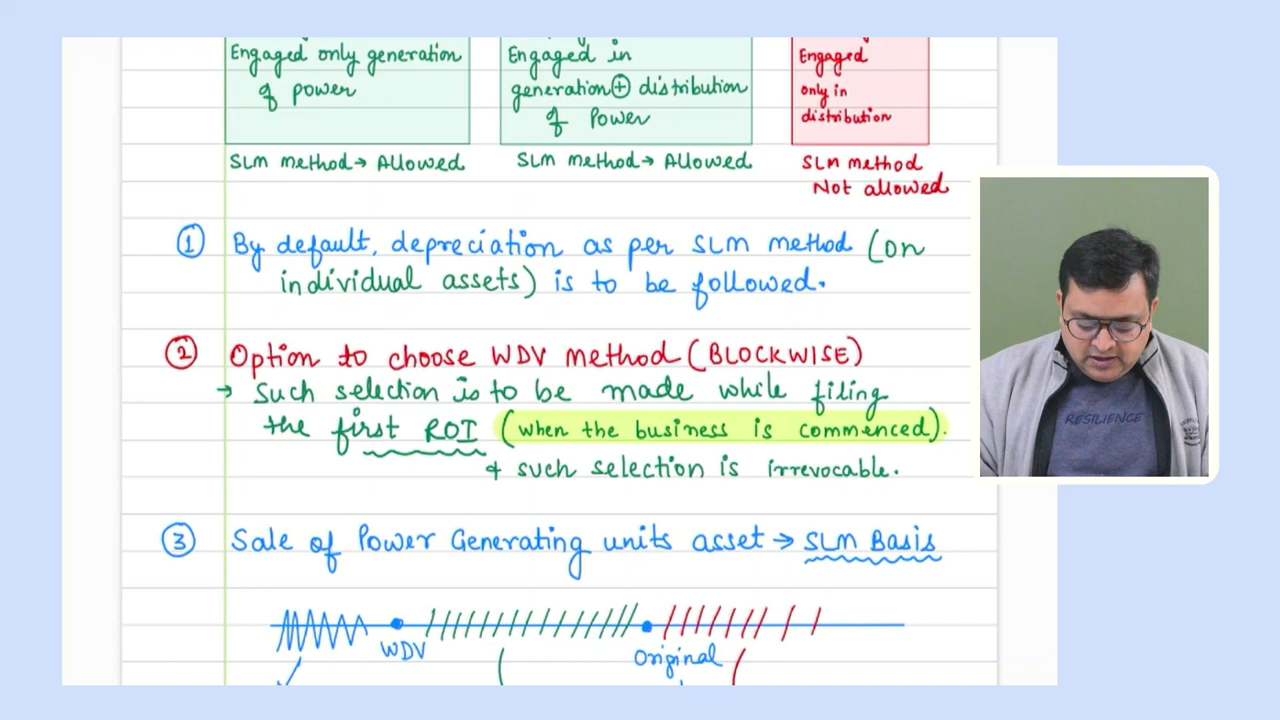 Engaged only generation
of power
Engaged in
generation ⊕ distribution
of Power
Engaged
only in
distribution
SLM method → Allowed
SLM method → Allowed
SLM method
Not allowed
① By default, depreciation as per SLM method (on
individual assets) is to be followed.
② Option to choose WDV method (BLOCKWISE)
→ Such selection is to be made while filing
the first ROI (when the business is commenced).
& such selection is irrevocable.
③ Sale of Power Generating units asset → SLM Basis
WDV
Original
RESILIENCE